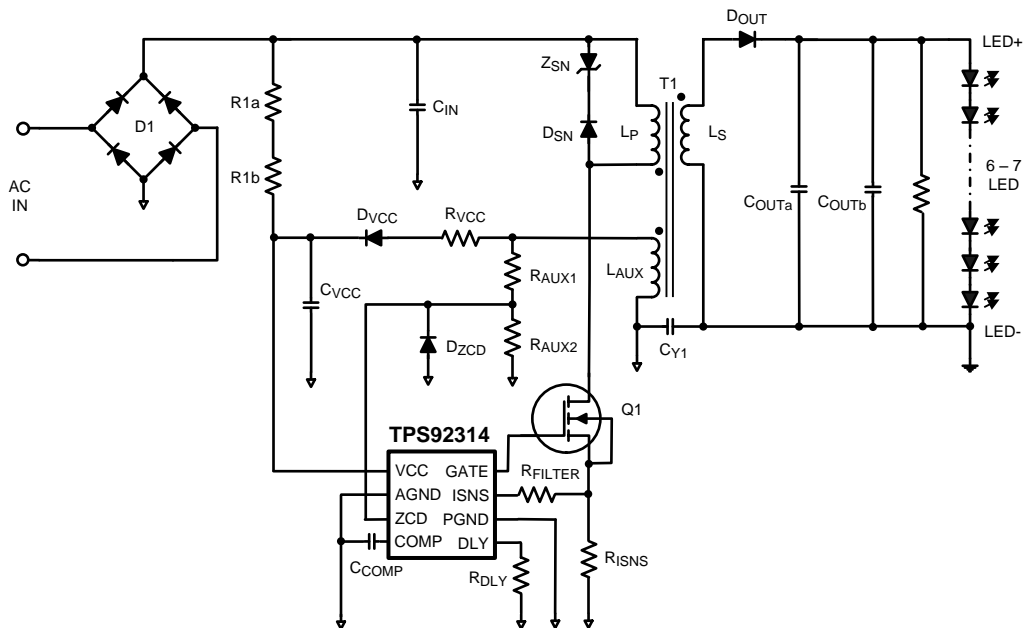 DOUT
LED+
ZSN
T1
R1a
CIN
D1
DSN
LP
LS
R1b
6 – 7
LED
AC
IN
COUTa
COUTb
DVCC
RVCC
LAUX
CVCC
RAUX1
DZCD
RAUX2
CY1
LED-
Q1
TPS92314
VCC
GATE
RFILTER
AGND
ISNS
ZCD
PGND
COMP
DLY
CCOMP
RDLY
RISNS